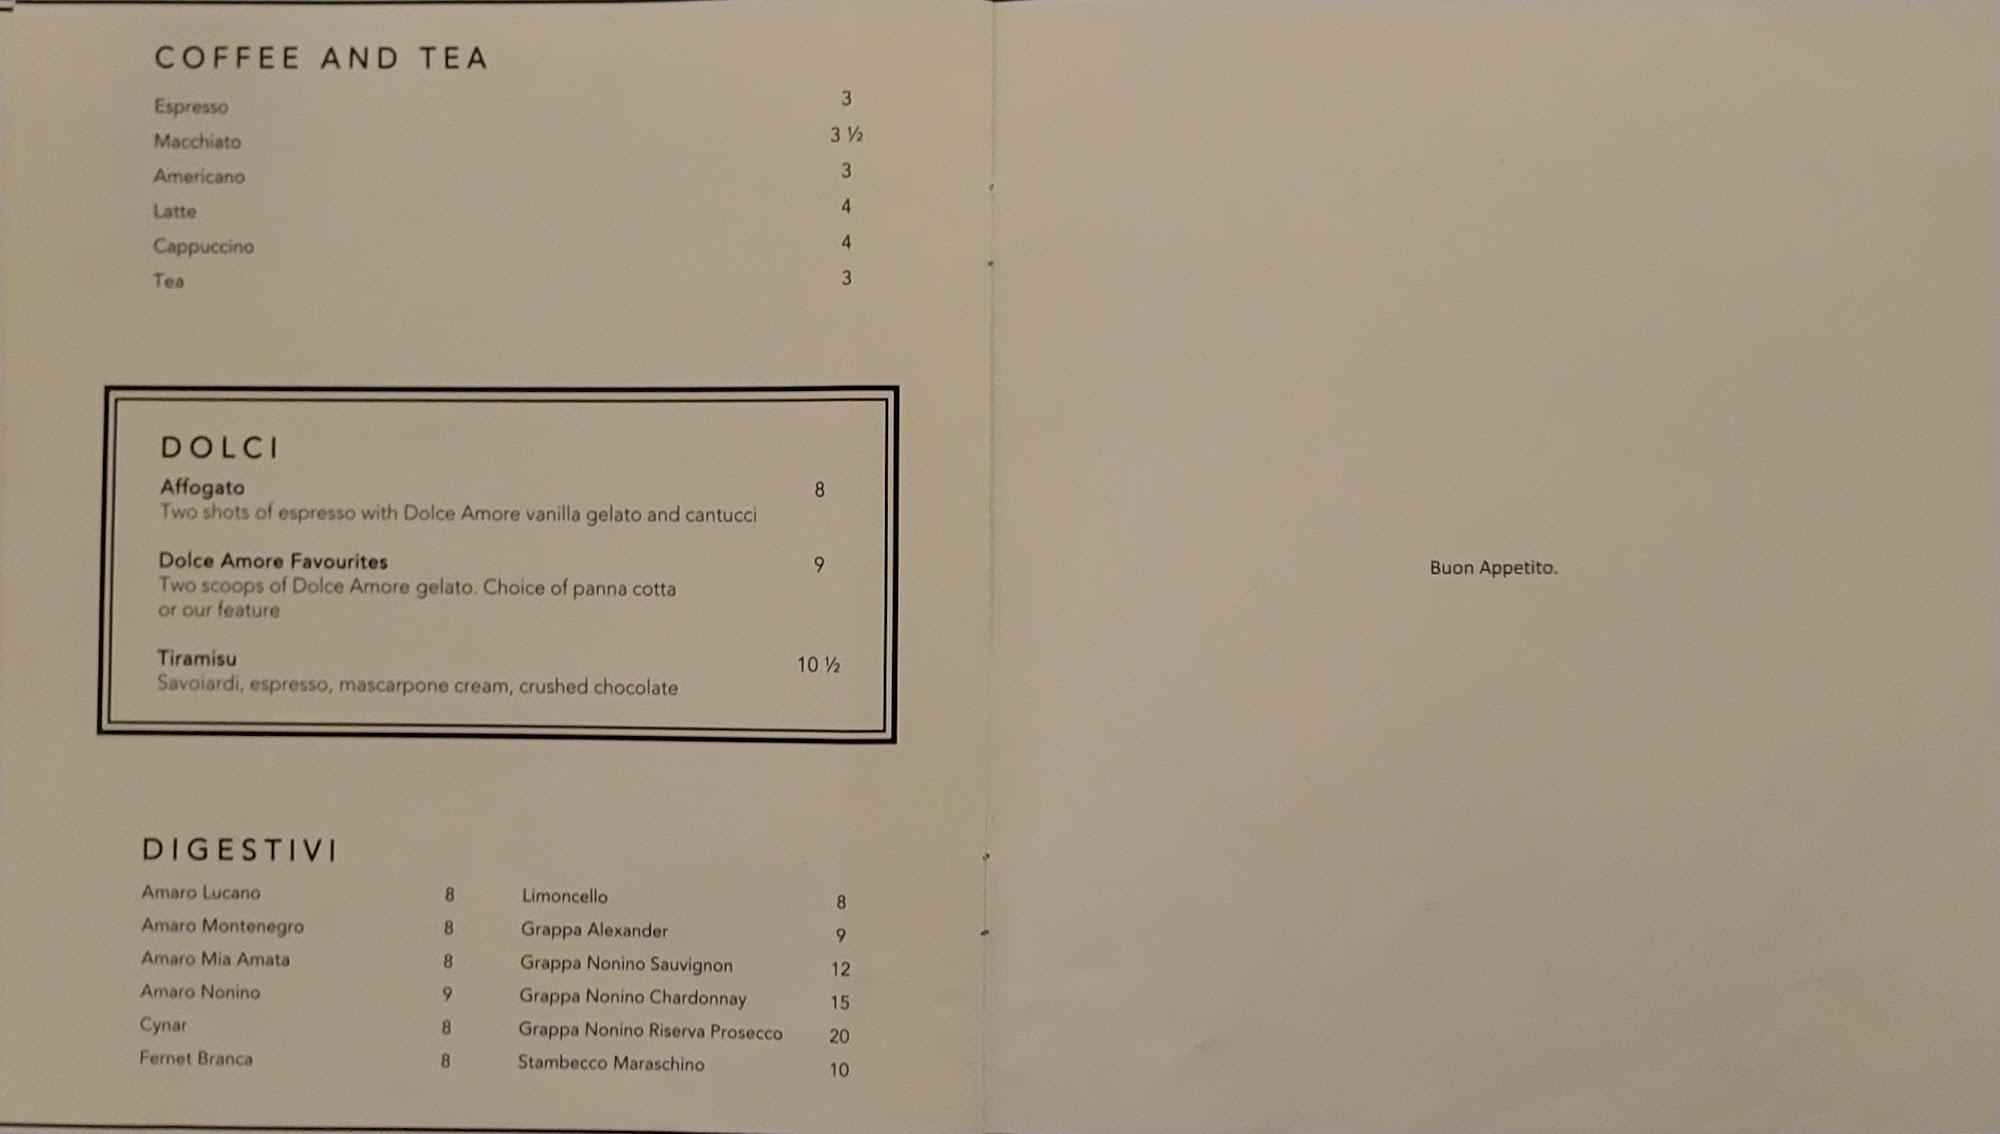 COFFEE AND TEA
Espresso 3
Macchiato 3 ½
Americano 3
Latte 4
Cappuccino 4
Tea 3
DOLCI
Affogato 8
Two shots of espresso with Dolce Amore vanilla gelato and cantucci
Dolce Amore Favourites 9
Two scoops of Dolce Amore gelato. Choice of panna cotta
or our feature
Tiramisu 10 ½
Savoiardi, espresso, mascarpone cream, crushed chocolate
DIGESTIVI
Amaro Lucano 8
Amaro Montenegro 8
Amaro Mia Amata 8
Amaro Nonino 9
Cynar 8
Fernet Branca 8
Limoncello 8
Grappa Alexander 9
Grappa Nonino Sauvignon 12
Grappa Nonino Chardonnay 15
Grappa Nonino Riserva Prosecco 20
Stambecco Maraschino 10
Buon Appetito.